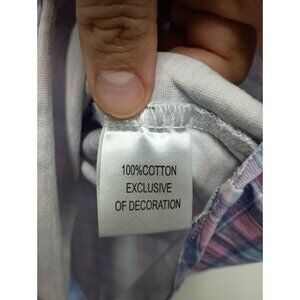 100%COTTON
EXCLUSIVE
OF DECORATION